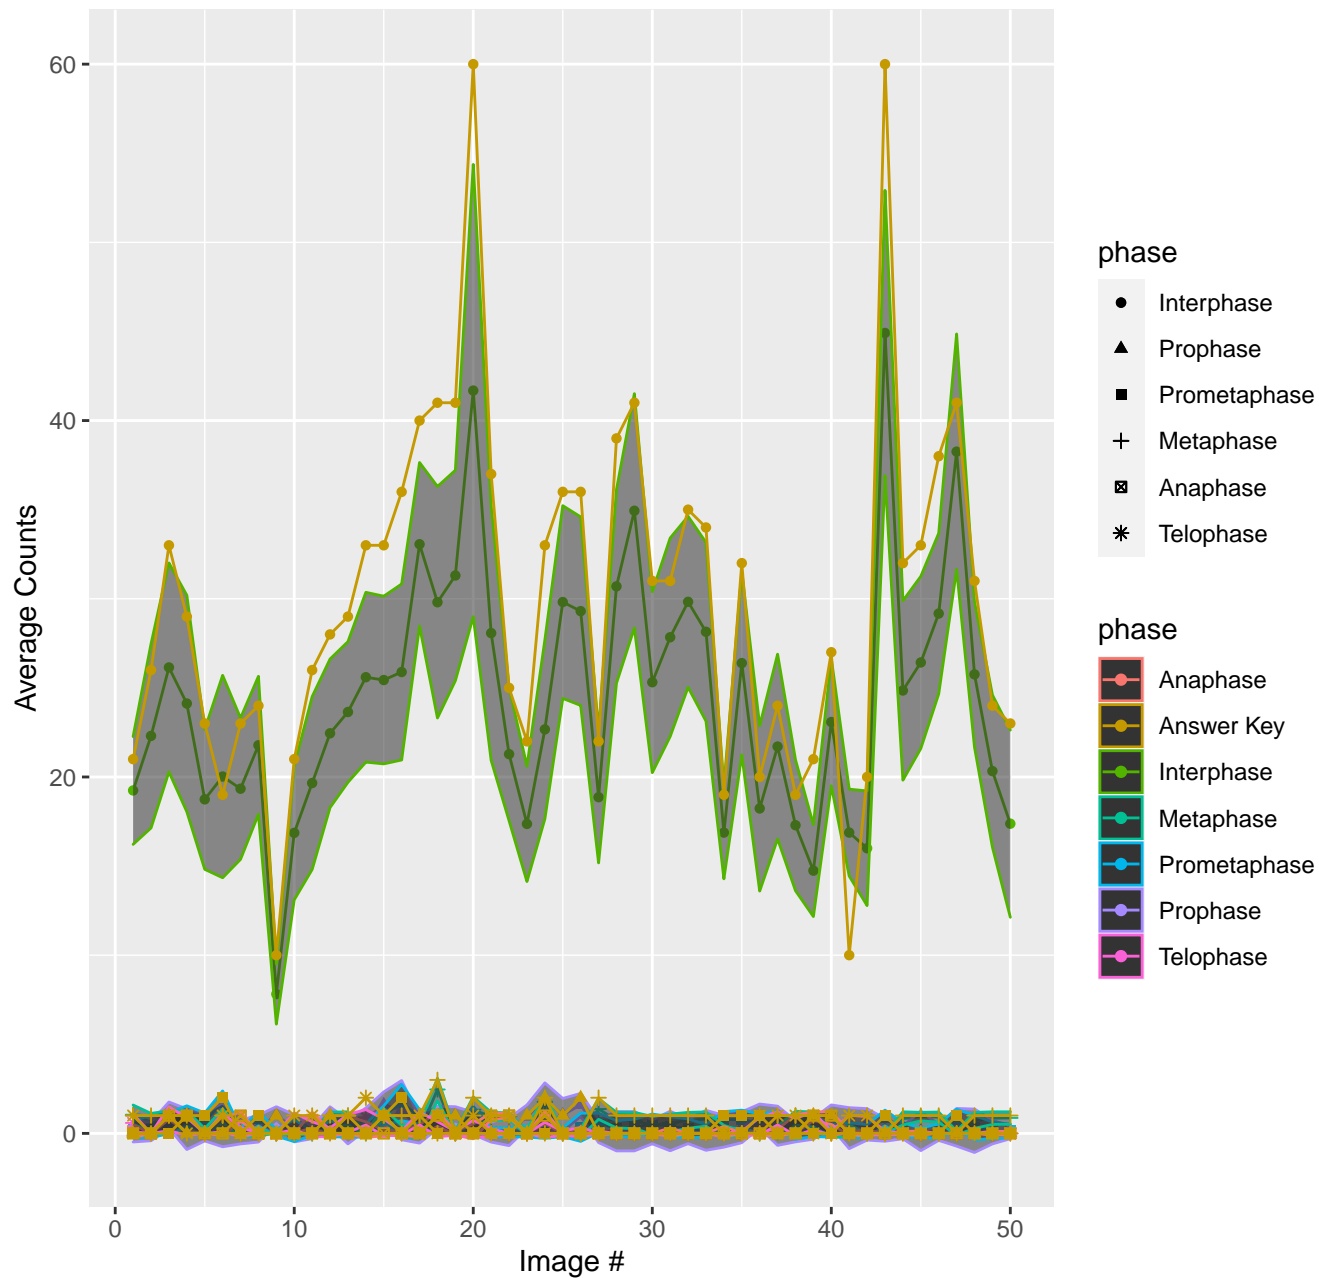 60
40
20
0
Average Counts
0
10
20
30
40
50
Image #
phase
Interphase
Prophase
Prometaphase
Metaphase
Anaphase
Telophase
phase
Anaphase
Answer Key
Interphase
Metaphase
Prometaphase
Prophase
Telophase